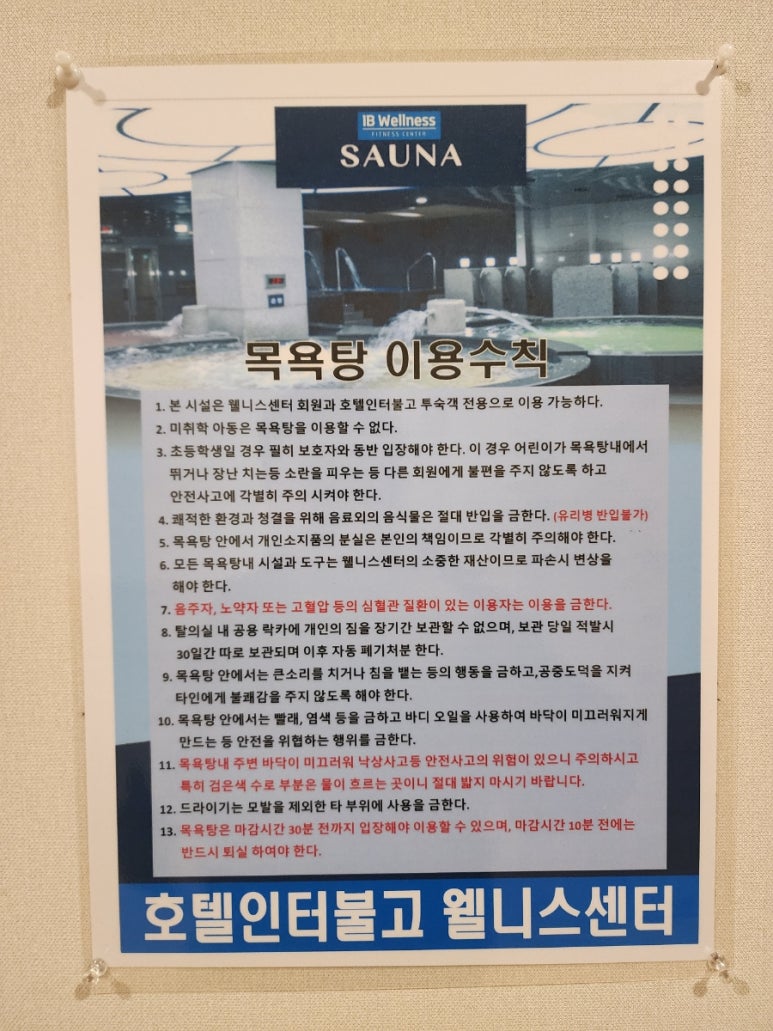 IB Wellness
FITNESS CENTER
SAUNA
목욕탕 이용수칙
1. 본 시설은 웰니스센터 회원과 호텔인터불고 투숙객 전용으로 이용 가능하다.
2. 미취학 아동은 목욕탕을 이용할 수 없다.
3. 초등학생일 경우 필히 보호자와 동반 입장해야 한다. 이 경우 어린이가 목욕탕내에서
뛰거나 장난 치는등 소란을 피우는 등 다른 회원에게 불편을 주지 않도록 하고
안전사고에 각별히 주의 시켜야 한다.
4. 쾌적한 환경과 청결을 위해 음료외의 음식물은 절대 반입을 금한다. (유리병 반입불가)
5. 목욕탕 안에서 개인소지품의 분실은 본인의 책임이므로 각별히 주의해야 한다.
6. 모든 목욕탕내 시설과 도구는 웰니스센터의 소중한 재산이므로 파손시 변상을
해야 한다.
7. 음주자, 노약자 또는 고혈압 등의 심혈관 질환이 있는 이용자는 이용을 금한다.
8. 탈의실 내 공용 락카에 개인의 짐을 장기간 보관할 수 없으며, 보관 당일 적발시
30일간 따로 보관되며 이후 자동 폐기처분 한다.
9. 목욕탕 안에서는 큰소리를 치거나 침을 뱉는 등의 행동을 금하고,공중도덕을 지켜
타인에게 불쾌감을 주지 않도록 해야 한다.
10. 목욕탕 안에서는 빨래, 염색 등을 금하고 바디 오일을 사용하여 바닥이 미끄러워지게
만드는 등 안전을 위협하는 행위를 금한다.
11. 목욕탕내 주변 바닥이 미끄러워 낙상사고등 안전사고의 위험이 있으니 주의하시고
특히 검은색 수로 부분은 물이 흐르는 곳이니 절대 밟지 마시기 바랍니다.
12. 드라이기는 모발을 제외한 타 부위에 사용을 금한다.
13. 목욕탕은 마감시간 30분 전까지 입장해야 이용할 수 있으며, 마감시간 10분 전에는
반드시 퇴실 하여야 한다.
호텔인터불고 웰니스센터